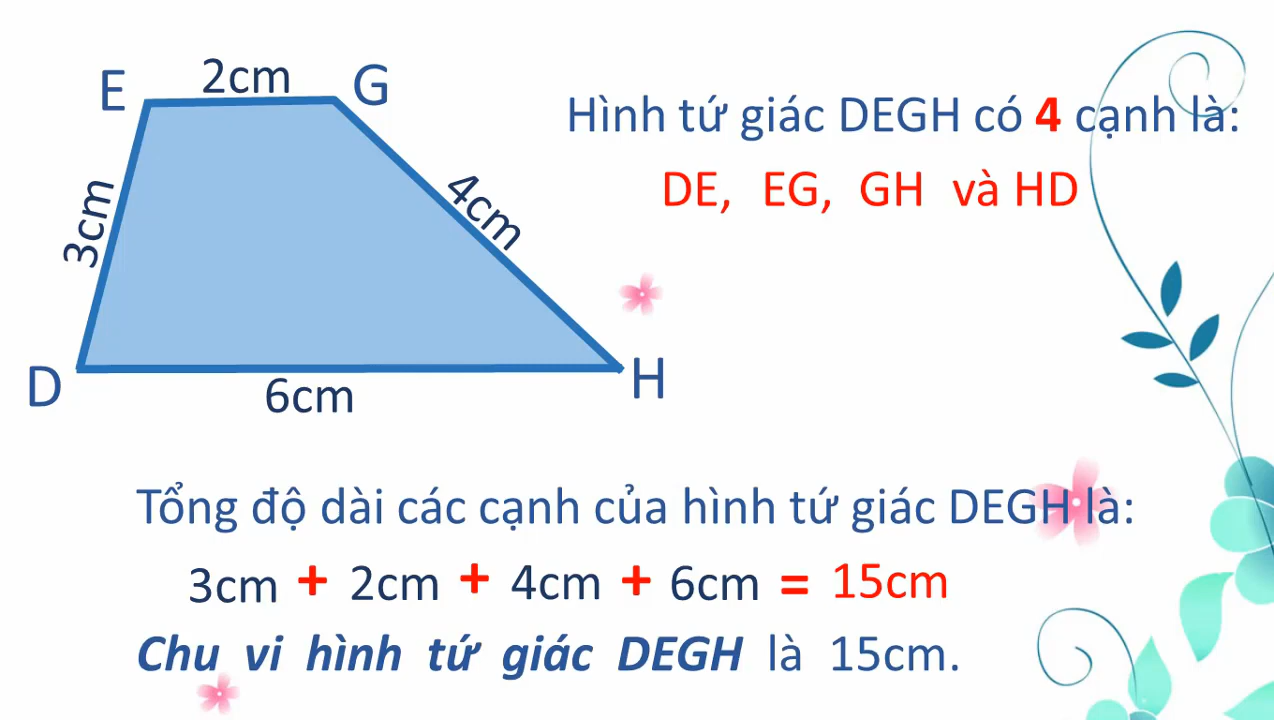 E 2cm G
3cm
4cm
D 6cm H
Hình tứ giác DEGH có 4 cạnh là:
DE, EG, GH và HD
Tổng độ dài các cạnh của hình tứ giác DEGH là:
3cm + 2cm + 4cm + 6cm = 15cm
Chu vi hình tứ giác DEGH là 15cm.